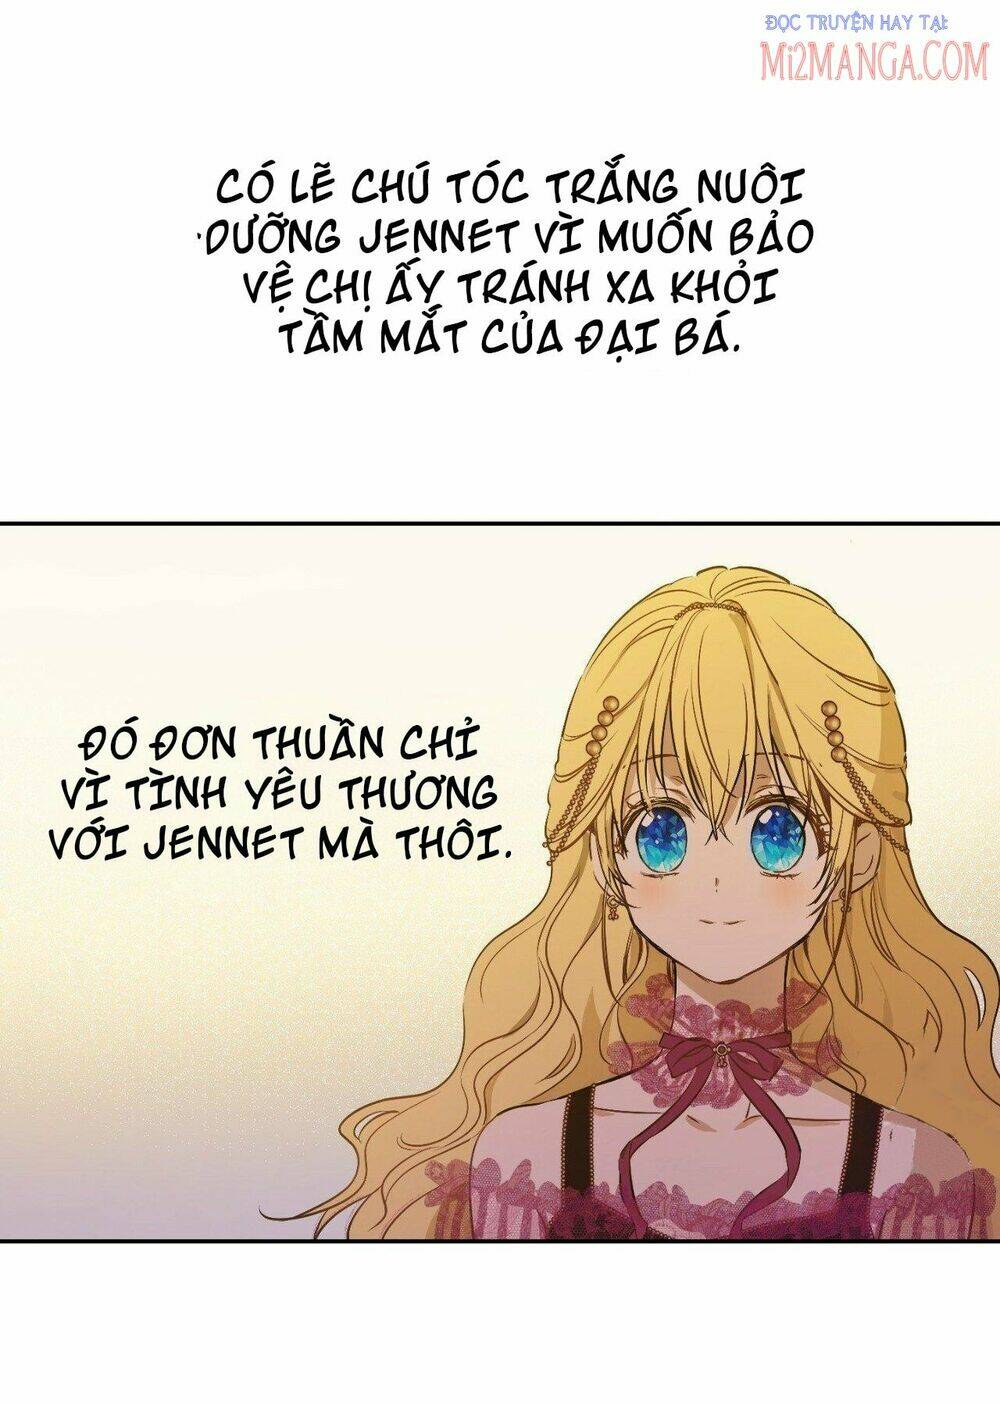 ĐỌC TRUYỆN HAY TẠI:
MI2MANGA.COM
CÓ LẼ CHÚ TÓC TRẮNG NUÔI
DƯỠNG JENNET VÌ MUỐN BẢO
VỆ CHỊ ẤY TRÁNH XA KHỎI
TẦM MẮT CỦA ĐẠI BÁ.
ĐÓ ĐƠN THUẦN CHỈ
VÌ TÌNH YÊU THƯƠNG
VỚI JENNET MÀ THÔI.